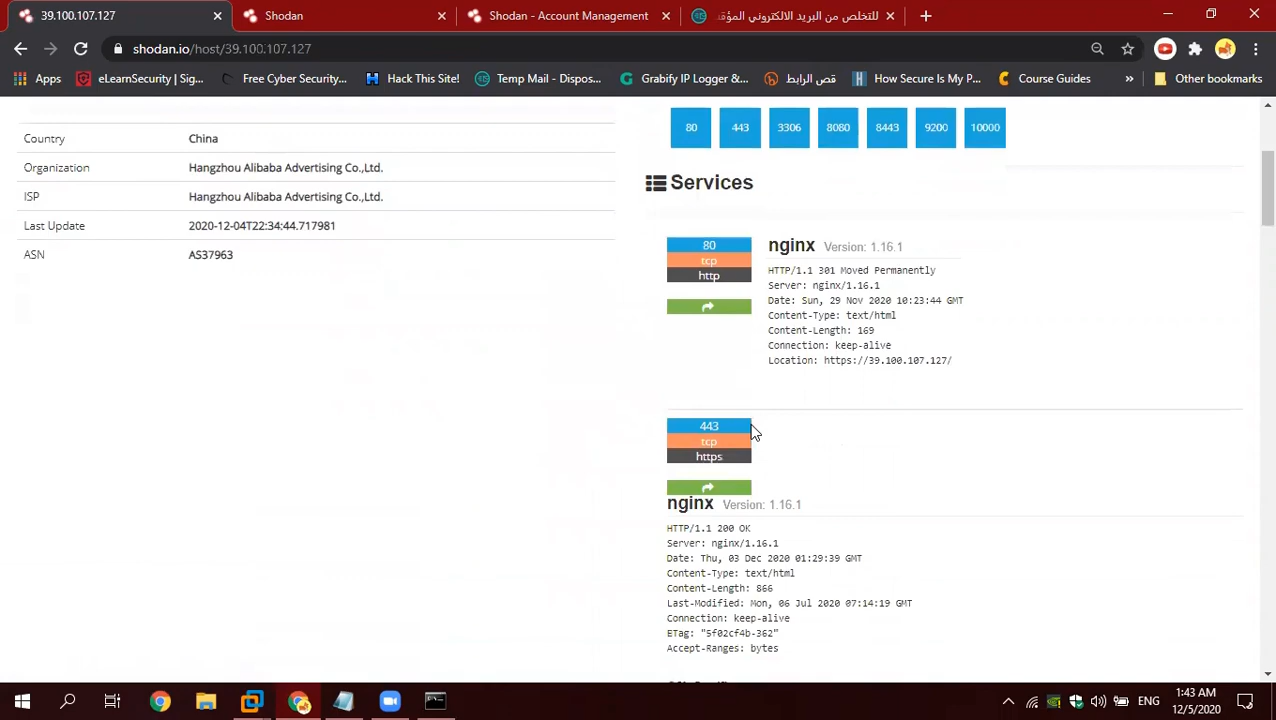 39.100.107.127
Shodan
Shodan - Account Management
للتخلص من البريد الالكتروني المؤقت
shodan.io/host/39.100.107.127
Apps
eLearnSecurity | Sig...
Free Cyber Security...
Hack This Site!
Temp Mail - Dispos...
Grabify IP Logger &...
قص الرابط
How Secure Is My P...
Course Guides
»
Other bookmarks
80 443 3306 8080 8443 9200 10000
Country China
Organization Hangzhou Alibaba Advertising Co.,Ltd.
ISP Hangzhou Alibaba Advertising Co.,Ltd.
Last Update 2020-12-04T22:34:44.717981
ASN AS37963
Services
80
tcp
http
nginx Version: 1.16.1
HTTP/1.1 301 Moved Permanently
Server: nginx/1.16.1
Date: Sun, 29 Nov 2020 10:23:44 GMT
Content-Type: text/html
Content-Length: 169
Connection: keep-alive
Location: https://39.100.107.127/
443
tcp
https
nginx Version: 1.16.1
HTTP/1.1 200 OK
Server: nginx/1.16.1
Date: Thu, 03 Dec 2020 01:29:39 GMT
Content-Type: text/html
Content-Length: 866
Last-Modified: Mon, 06 Jul 2020 07:14:19 GMT
Connection: keep-alive
ETag: "5f02cf4b-362"
Accept-Ranges: bytes
ENG
1:43 AM
12/5/2020